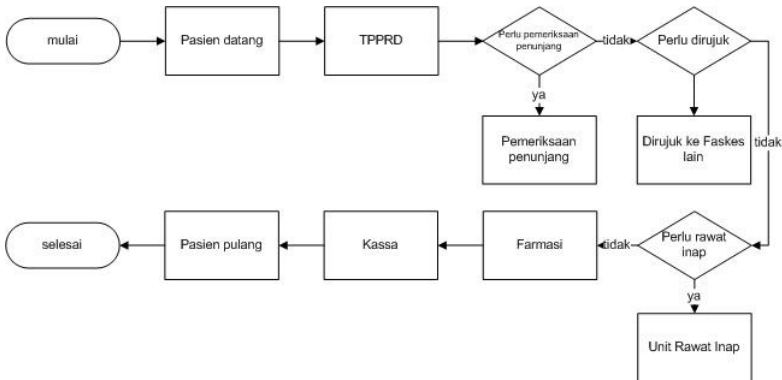 mulai
Pasien datang
TPPRD
Perlu pemeriksaan
penunjang
tidak
Perlu dirujuk
ya
Pemeriksaan
penunjang
Dirujuk ke Faskes
lain
tidak
selesai
Pasien pulang
Kassa
Farmasi
tidak
Perlu rawat
inap
ya
Unit Rawat Inap